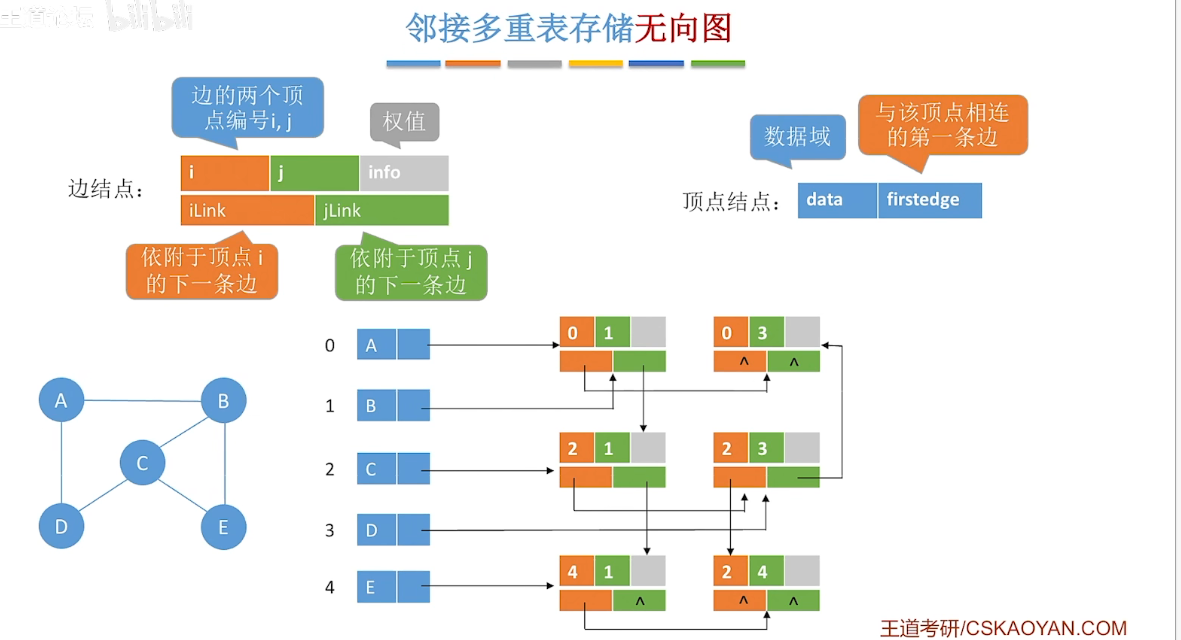 王道论坛 bilibili
邻接多重表存储无向图
边的两个顶
点编号i, j
权值
数据域
与该顶点相连
的第一条边
边结点：
i j info
iLink jLink
顶点结点：
data firstedge
依附于顶点 i
的下一条边
依附于顶点 j
的下一条边
0 A 0 1 0 3
^ ^
1 B
2 1 2 3
2 C
3 D
4 1 2 4
4 E
^ ^ ^
A B
C
D E
王道考研/CSKAOYAN.COM